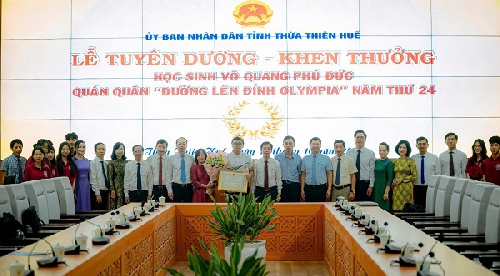 ỦY BAN NHÂN DÂN TỈNH THỪA THIÊN HUẾ
LỄ TUYÊN DƯƠNG - KHEN THƯỞNG
HỌC SINH VÕ QUANG PHÚ ĐỨC
QUÁN QUÂN "ĐƯỜNG LÊN ĐỈNH OLYMPIA" NĂM THỨ 24